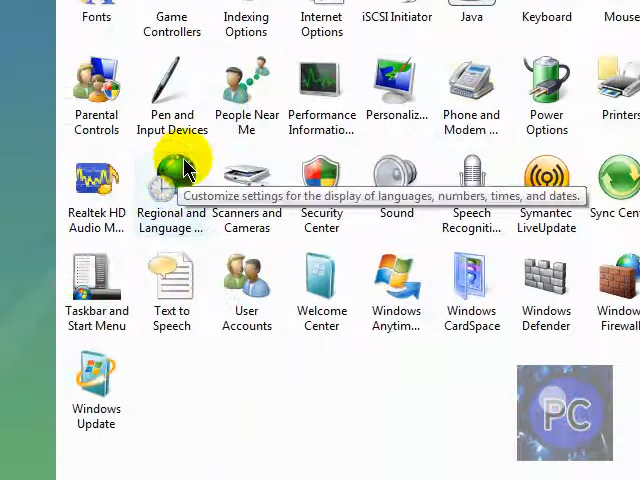 Fonts
Game
Controllers
Indexing
Options
Internet
Options
iSCSI Initiator
Java
Keyboard
Mouse
Parental
Controls
Pen and
Input Devices
People Near
Me
Performance
Informatio...
Personaliz...
Phone and
Modem ...
Power
Options
Printers
Customize settings for the display of languages, numbers, times, and dates.
Realtek HD
Audio M...
Regional and
Language ...
Scanners and
Cameras
Security
Center
Sound
Speech
Recogniti...
Symantec
LiveUpdate
Sync Cent
Taskbar and
Start Menu
Text to
Speech
User
Accounts
Welcome
Center
Windows
Anytim...
Windows
CardSpace
Windows
Defender
Window
Firewall
Windows
Update
PC